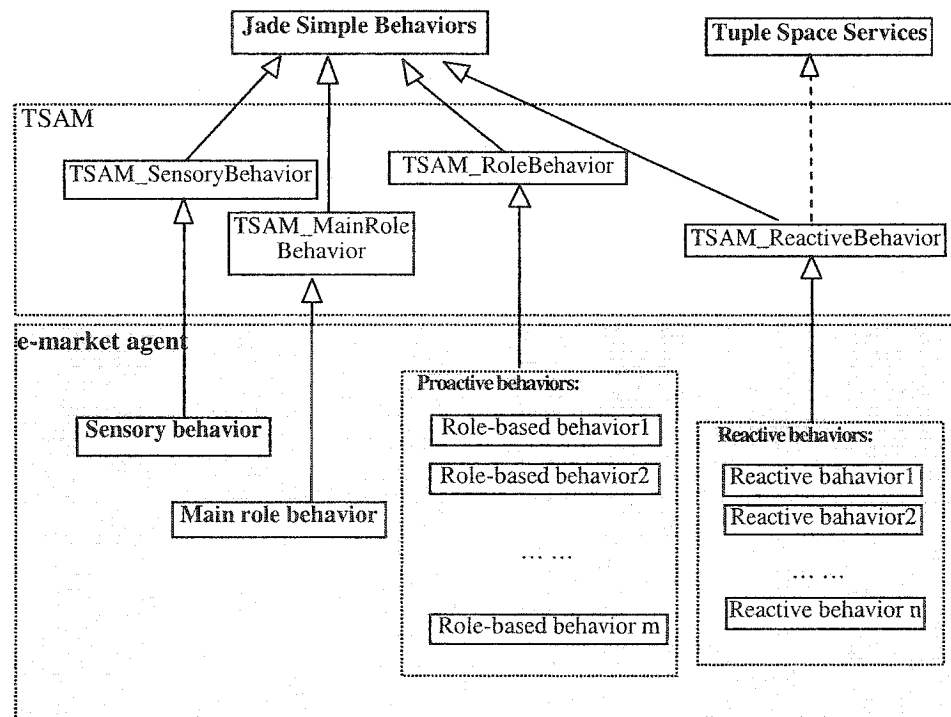 Jade Simple Behaviors
Tuple Space Services
TSAM
TSAM_SensoryBehavior
TSAM_RoleBehavior
TSAM_MainRole
Behavior
TSAM_ReactiveBehavior
e-market agent
Proactive behaviors:
Role-based behavior1
Role-based behavior2
... ...
Role-based behavior m
Sensory behavior
Main role behavior
Reactive behaviors:
Reactive bahavior1
Reactive bahavior2
... ...
Reactive behavior n